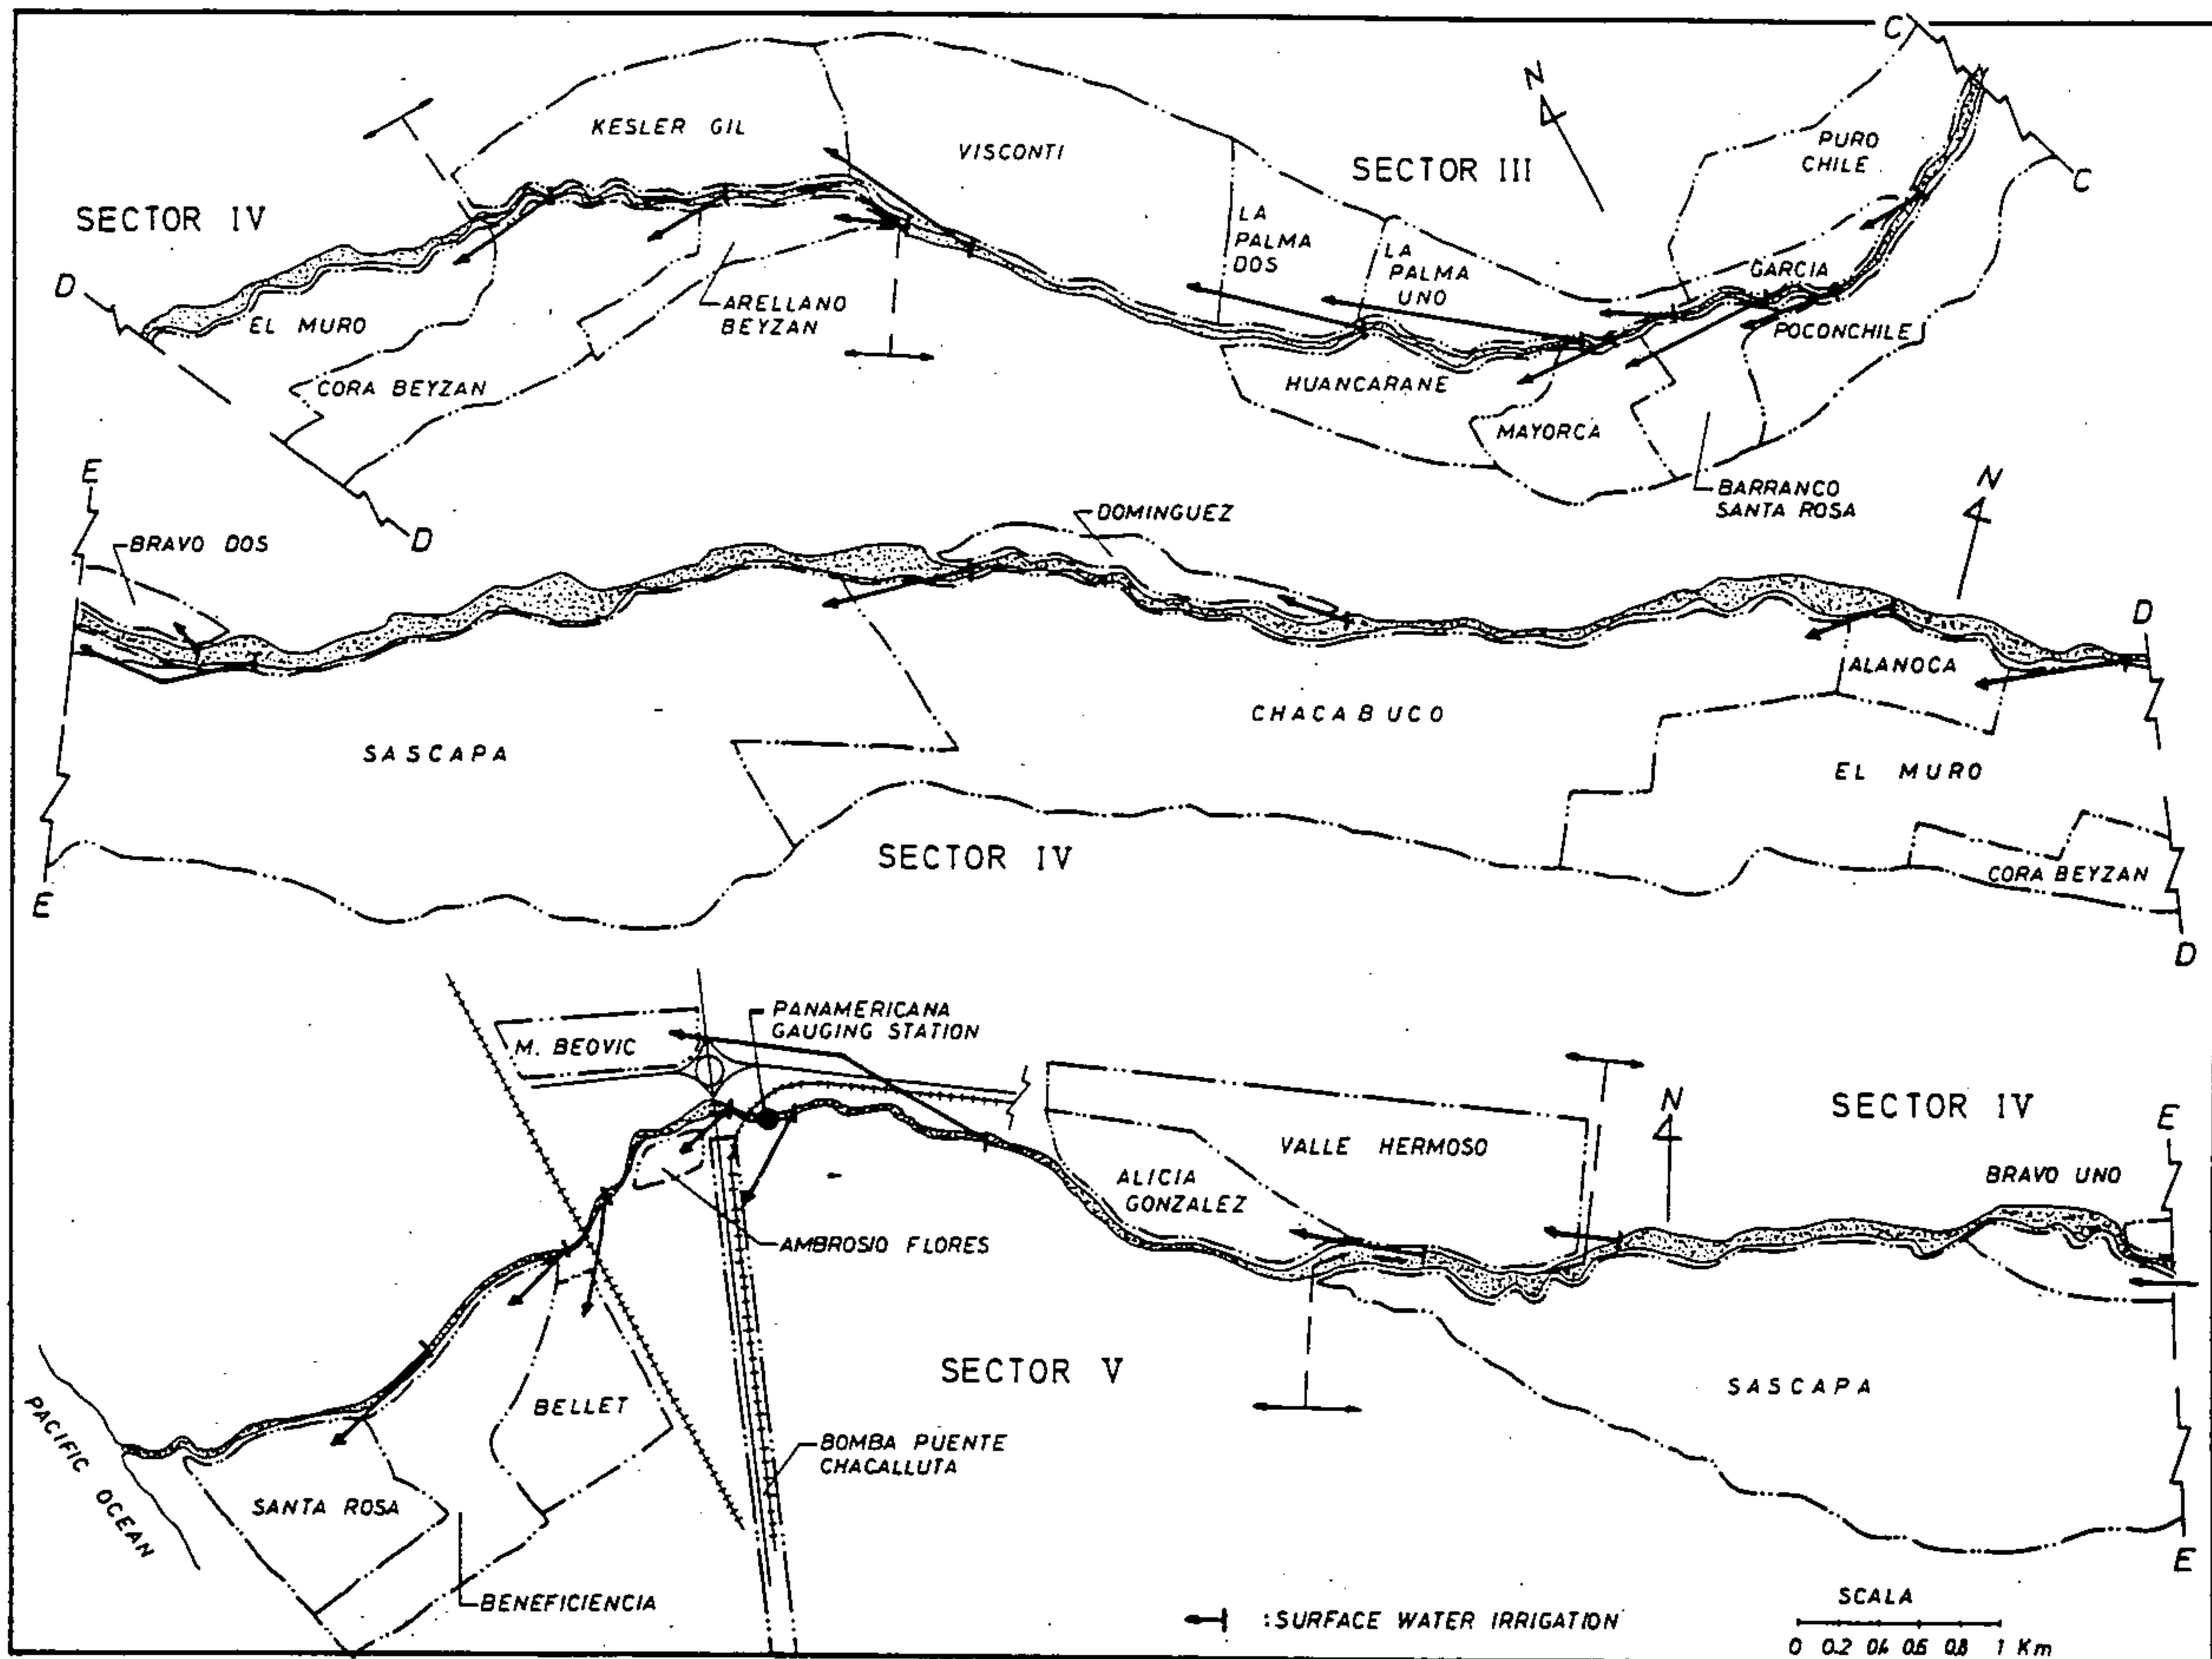 C
N
KESLER GIL
VISCONTI
SECTOR III
PURO
CHILE
C
SECTOR IV
LA
PALMA
DOS
LA
PALMA
UNO
GARCIA
D
EL MURO
ARELLANO
BEYZAN
POCONCHILE
CORA BEYZAN
HUANCARANE
MAYORCA
BARRANCO
SANTA ROSA
D
E
BRAVO DOS
DOMINGUEZ
N
D
ALANOCA
CHACABUCO
SASCAPA
EL MURO
SECTOR IV
CORA BEYZAN
E
D
PANAMERICANA
GAUGING STATION
M. BEOVIC
N
SECTOR IV
E
VALLE HERMOSO
ALICIA
GONZALEZ
BRAVO UNO
AMBROSIO FLORES
SECTOR V
SASCAPA
BELLET
PACIFIC OCEAN
BOMBA PUENTE
CHACALLUTA
SANTA ROSA
E
BENEFICIENCIA
:SURFACE WATER IRRIGATION
SCALA
0 0.2 0.4 0.6 0.8 1 Km